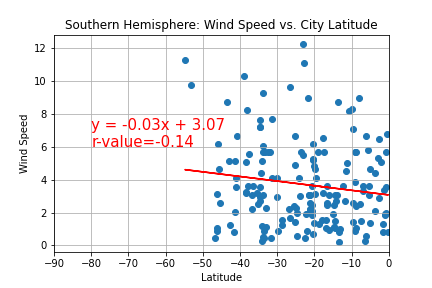 Southern Hemisphere: Wind Speed vs. City Latitude
12
10
8
6
4
2
0
Wind Speed
y = -0.03x + 3.07
r-value=-0.14
−90 −80 −70 −60 −50 −40 −30 −20 −10 0
Latitude